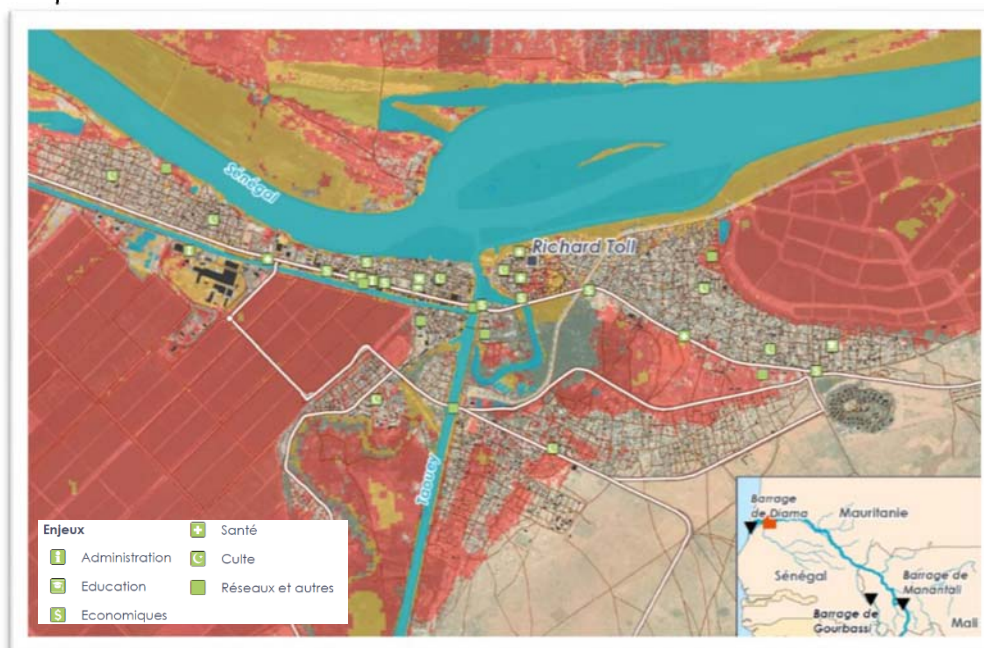 Sénégal
Richard Toll
Taouey
Enjeux
Administration
Education
Economiques
Santé
Culte
Réseaux et autres
Barrage
de Diama
Mauritanie
Sénégal
Barrage de
Manantali
Barrage de
Gourbassi
Mali